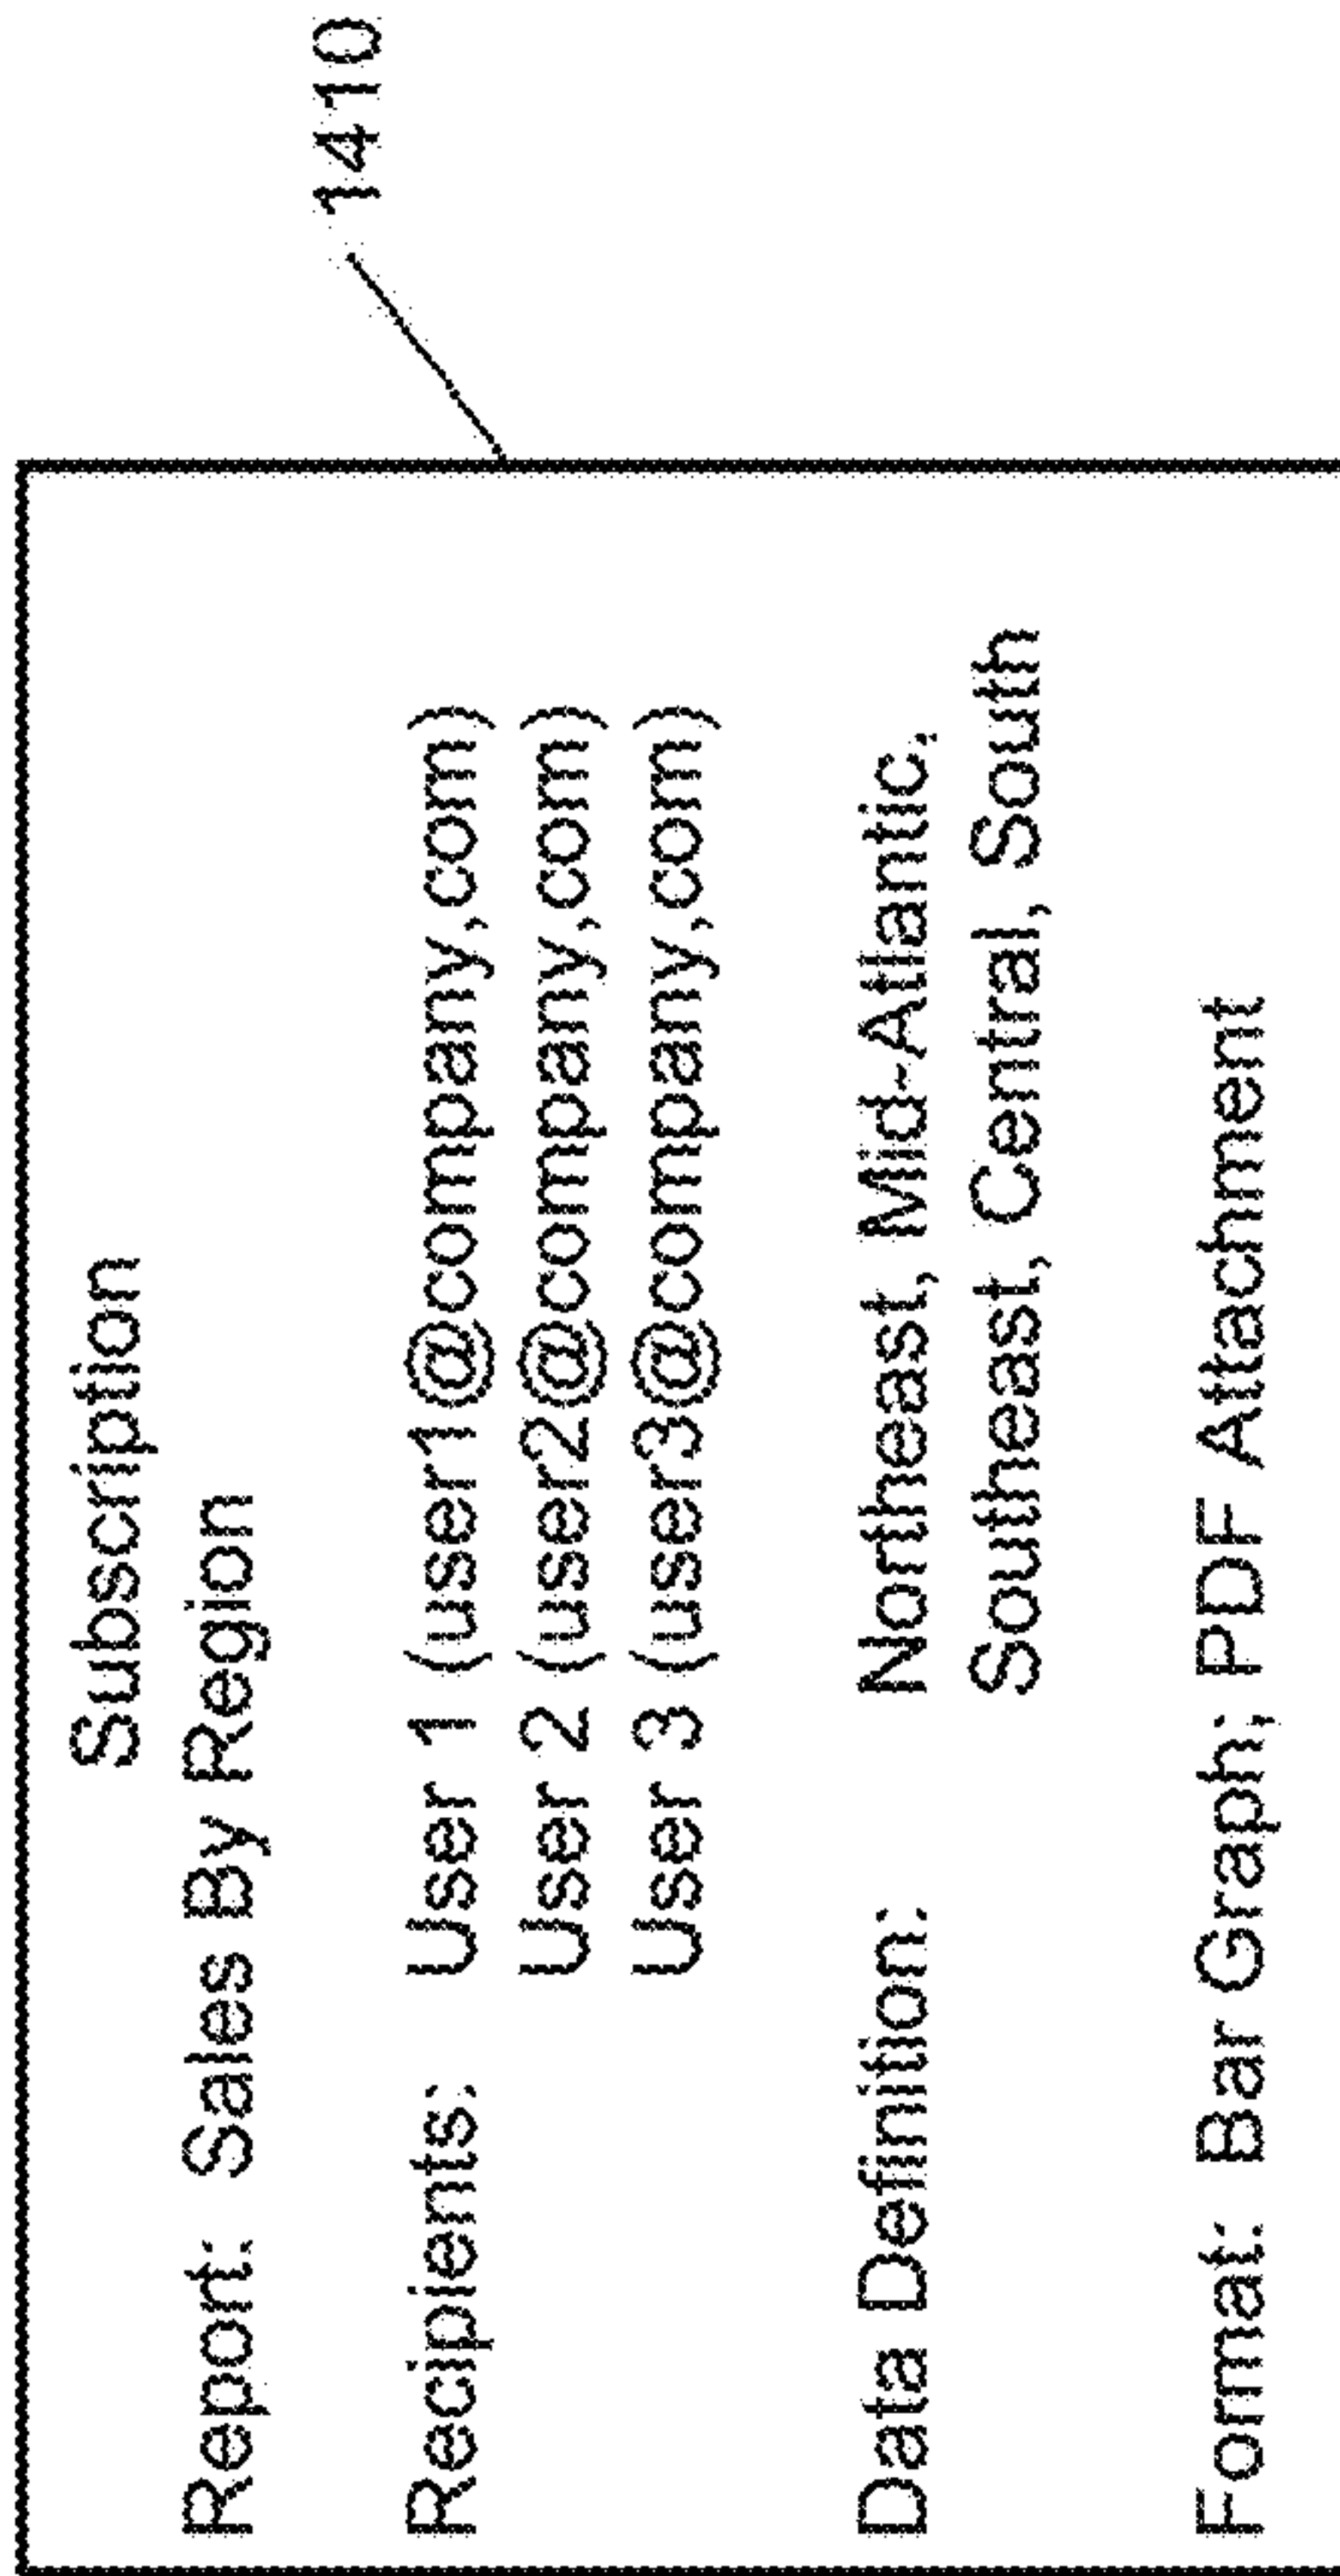 1410
Subscription
Report: Sales By Region
Recipients: User 1 (user1@company,com)
User 2 (user2@company,com)
User 3 (user3@company,com)
Data Definition: Northeast, Mid-Atlantic,
Southeast, Central, South
Format: Bar Graph; PDF Attachment